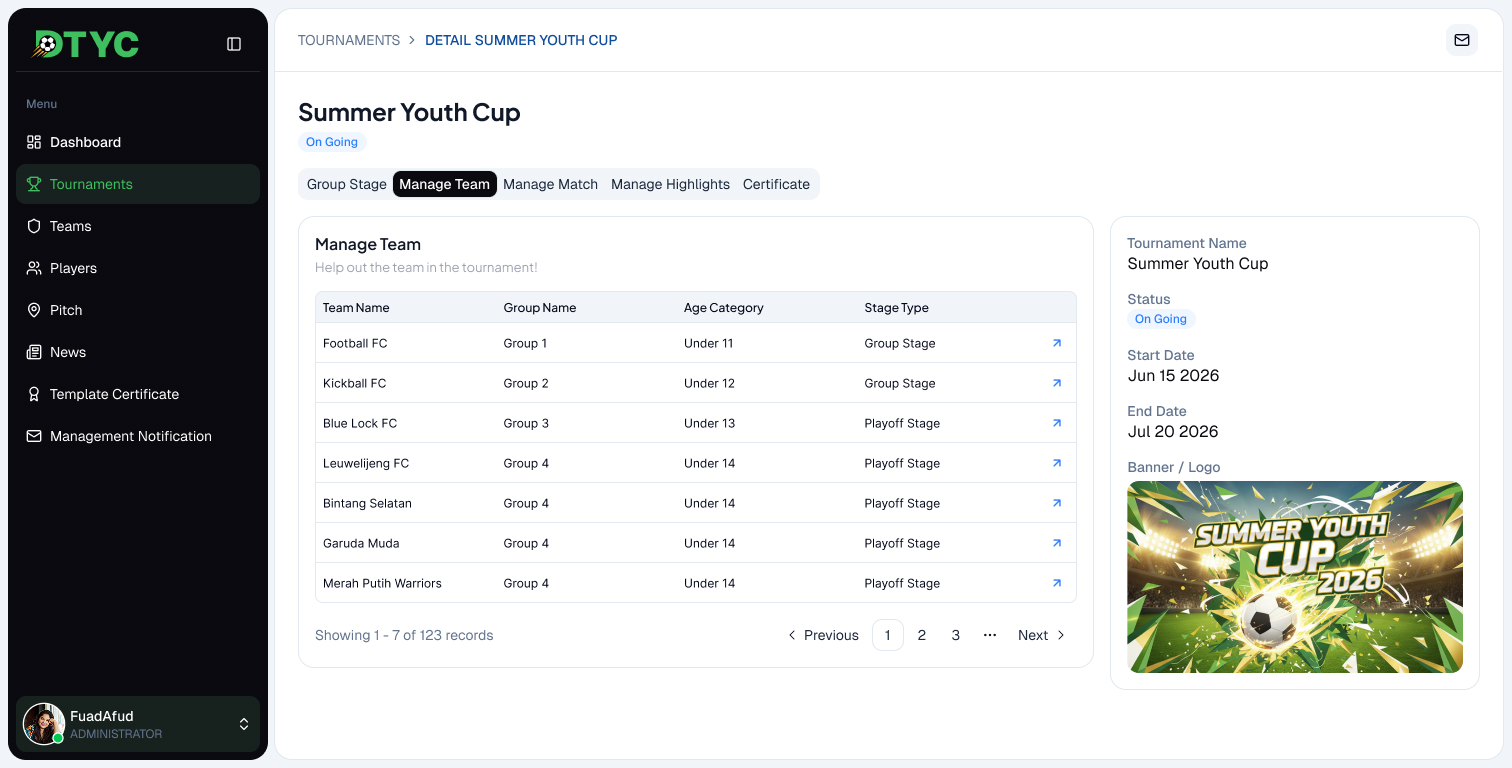 DTYC
TOURNAMENTS > DETAIL SUMMER YOUTH CUP
Menu
Dashboard
Tournaments
Teams
Players
Pitch
News
Template Certificate
Management Notification
FuadAfud
ADMINISTRATOR
Summer Youth Cup
On Going
Group Stage Manage Team Manage Match Manage Highlights Certificate
Manage Team
Help out the team in the tournament!
Team Name Group Name Age Category Stage Type
Football FC Group 1 Under 11 Group Stage
Kickball FC Group 2 Under 12 Group Stage
Blue Lock FC Group 3 Under 13 Playoff Stage
Leuwelijeng FC Group 4 Under 14 Playoff Stage
Bintang Selatan Group 4 Under 14 Playoff Stage
Garuda Muda Group 4 Under 14 Playoff Stage
Merah Putih Warriors Group 4 Under 14 Playoff Stage
Showing 1 - 7 of 123 records
Previous 1 2 3 ··· Next
Tournament Name
Summer Youth Cup
Status
On Going
Start Date
Jun 15 2026
End Date
Jul 20 2026
Banner / Logo
SUMMER YOUTH
CUP
2026